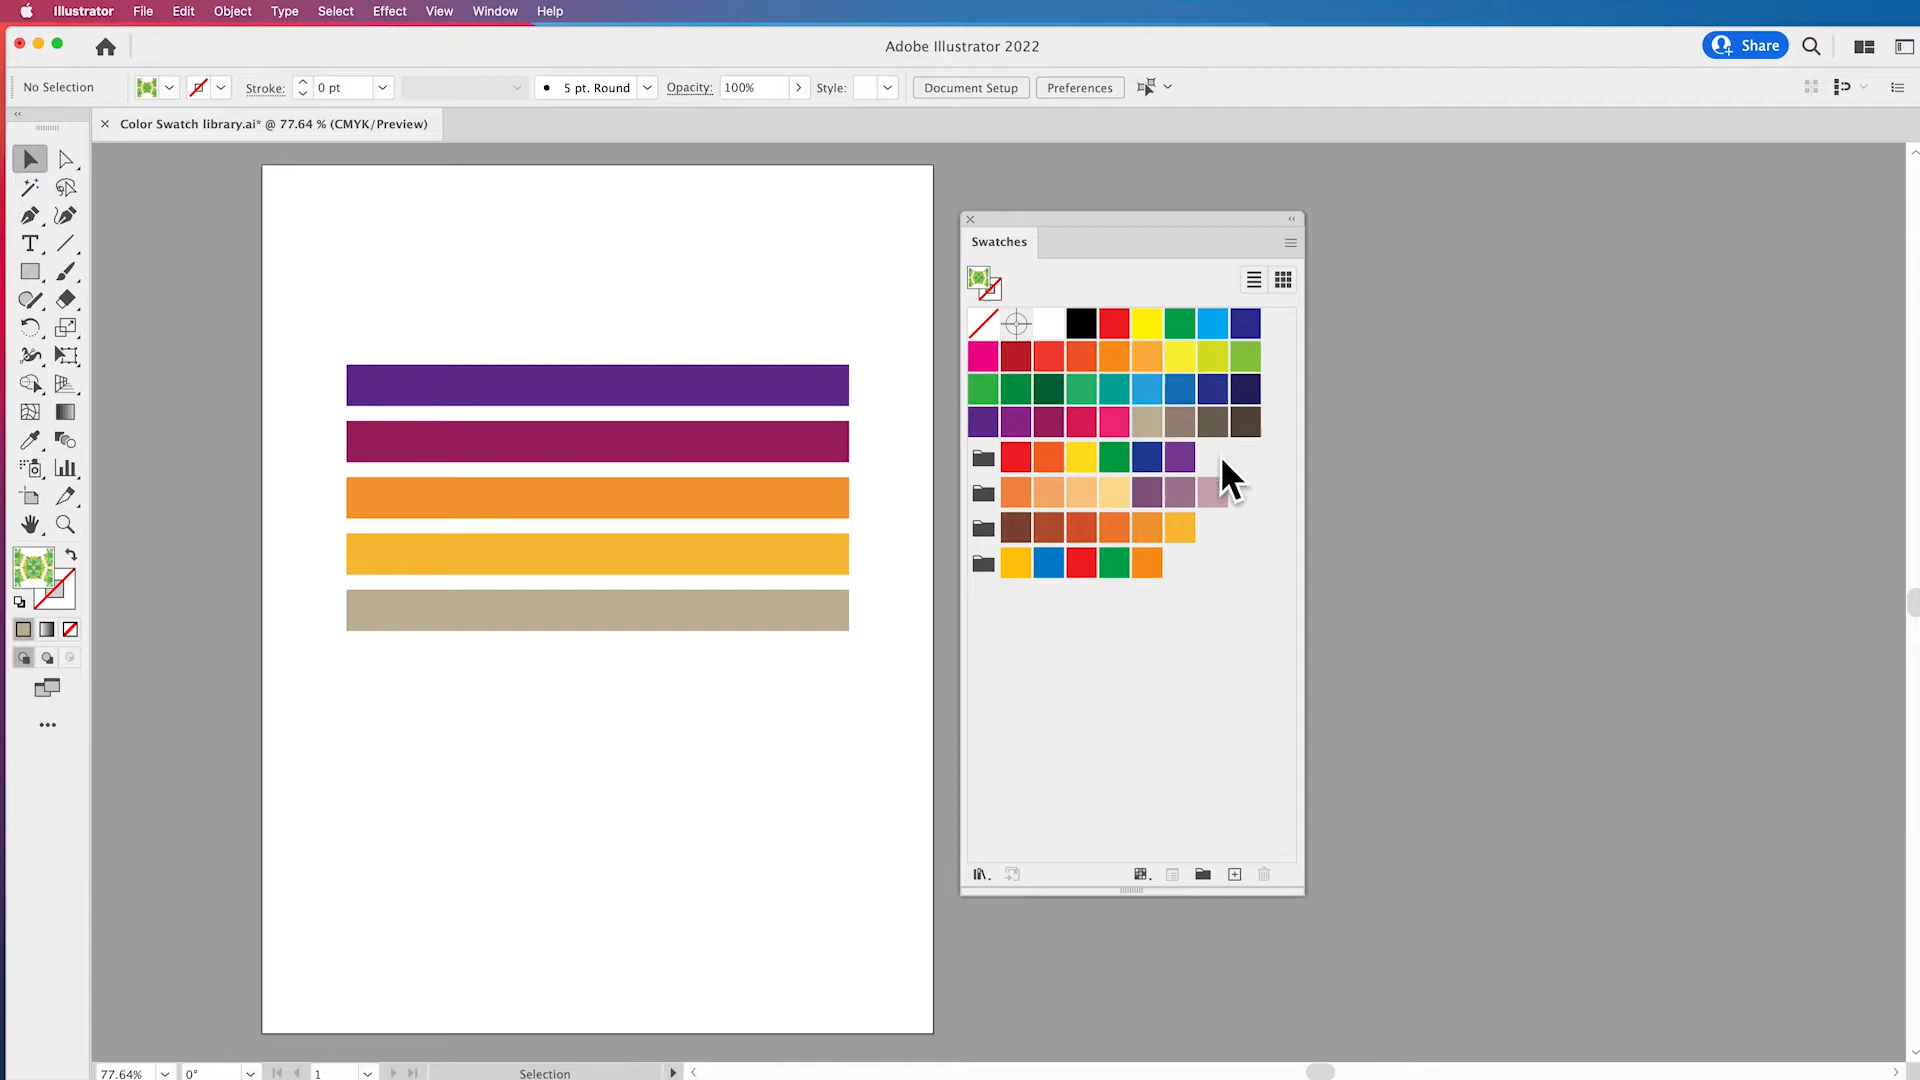 Illustrator File Edit Object Type Select Effect View Window Help
Adobe Illustrator 2022
Share
No Selection Stroke: 0 pt 5 pt. Round Opacity: 100% Style: Document Setup Preferences
Color Swatch library.ai* @ 77.64 % (CMYK/Preview)
Swatches
77.64% 0° 1 Selection